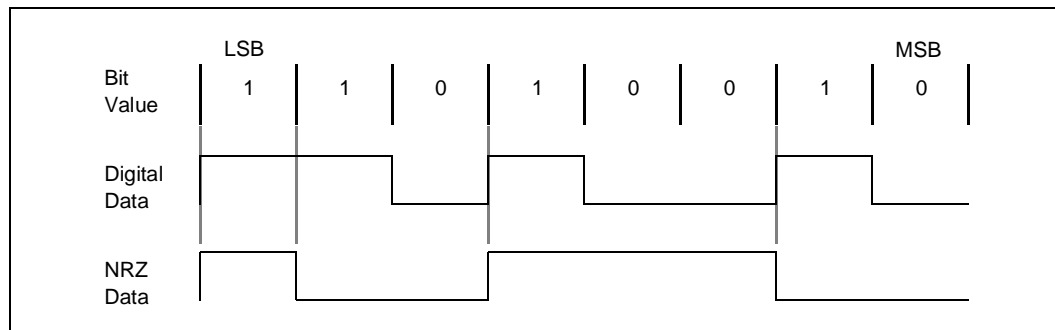 LSB MSB
Bit
Value
1 1 0 1 0 0 1 0
Digital
Data
NRZ
Data